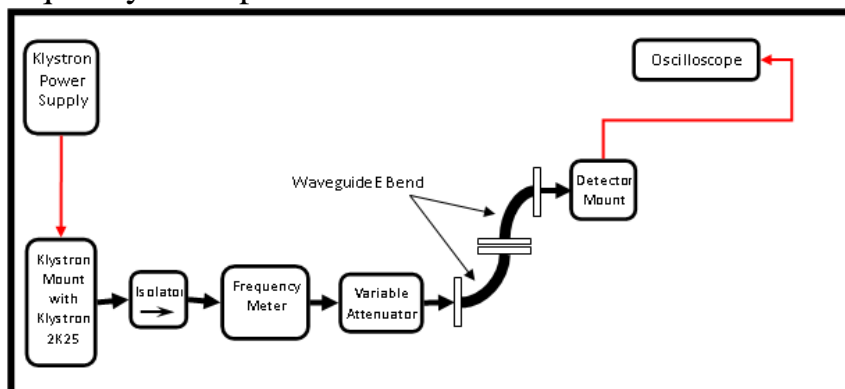 Klystron
Power
Supply
Oscilloscope
Waveguide E Bend
Detector
Mount
Klystron
Mount
with
Klystron
2K25
Isolator
Frequency
Meter
Variable
Attenuator